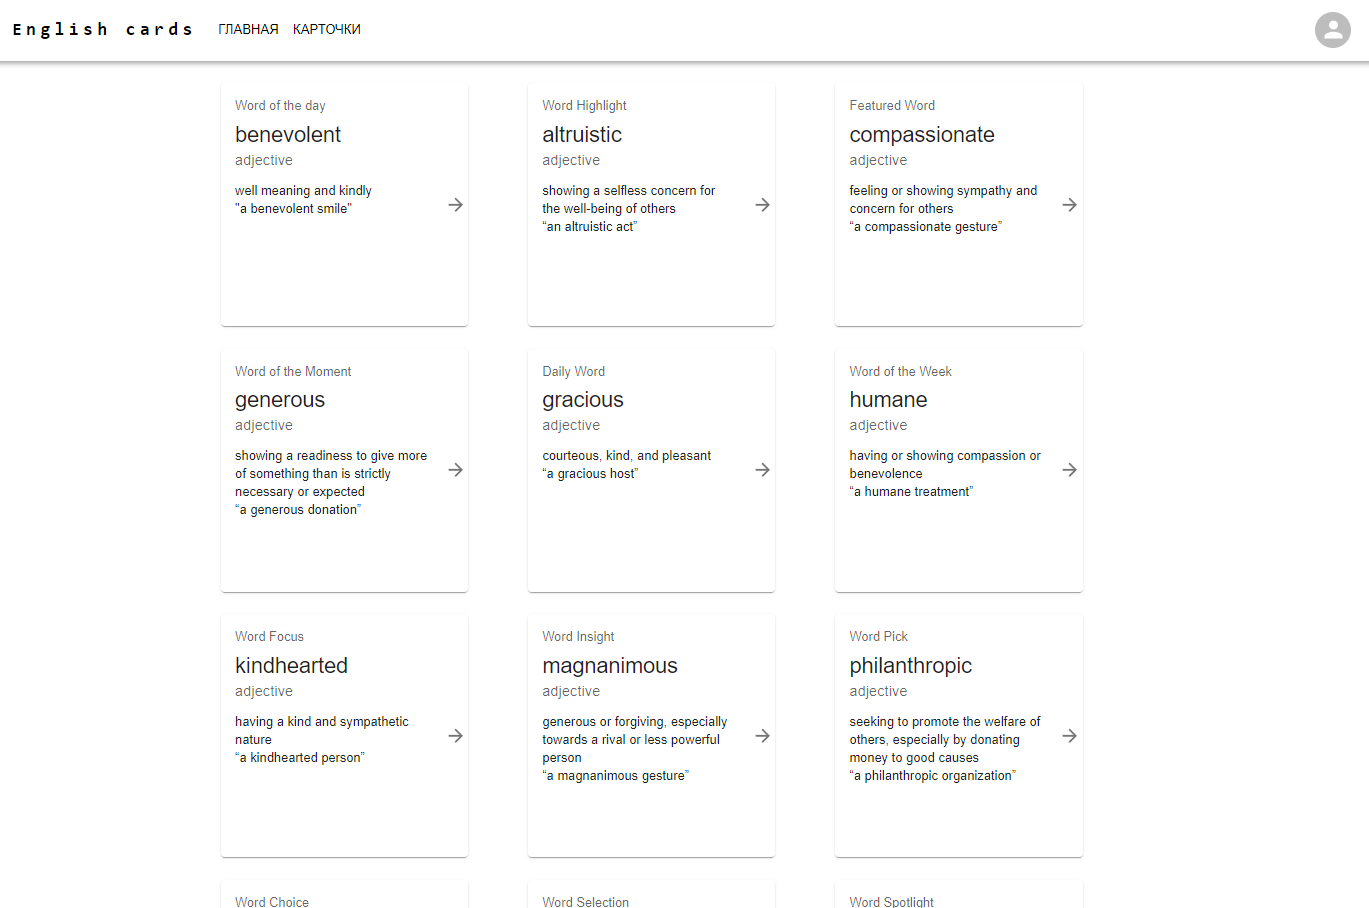 English cards
ГЛАВНАЯ
КАРТОЧКИ
Word of the day
benevolent
adjective
well meaning and kindly
"a benevolent smile"
Word Highlight
altruistic
adjective
showing a selfless concern for
the well-being of others
“an altruistic act”
Featured Word
compassionate
adjective
feeling or showing sympathy and
concern for others
“a compassionate gesture”
Word of the Moment
generous
adjective
showing a readiness to give more
of something than is strictly
necessary or expected
“a generous donation”
Daily Word
gracious
adjective
courteous, kind, and pleasant
“a gracious host”
Word of the Week
humane
adjective
having or showing compassion or
benevolence
“a humane treatment”
Word Focus
kindhearted
adjective
having a kind and sympathetic
nature
“a kindhearted person”
Word Insight
magnanimous
adjective
generous or forgiving, especially
towards a rival or less powerful
person
“a magnanimous gesture”
Word Pick
philanthropic
adjective
seeking to promote the welfare of
others, especially by donating
money to good causes
“a philanthropic organization”
Word Choice
Word Selection
Word Spotlight